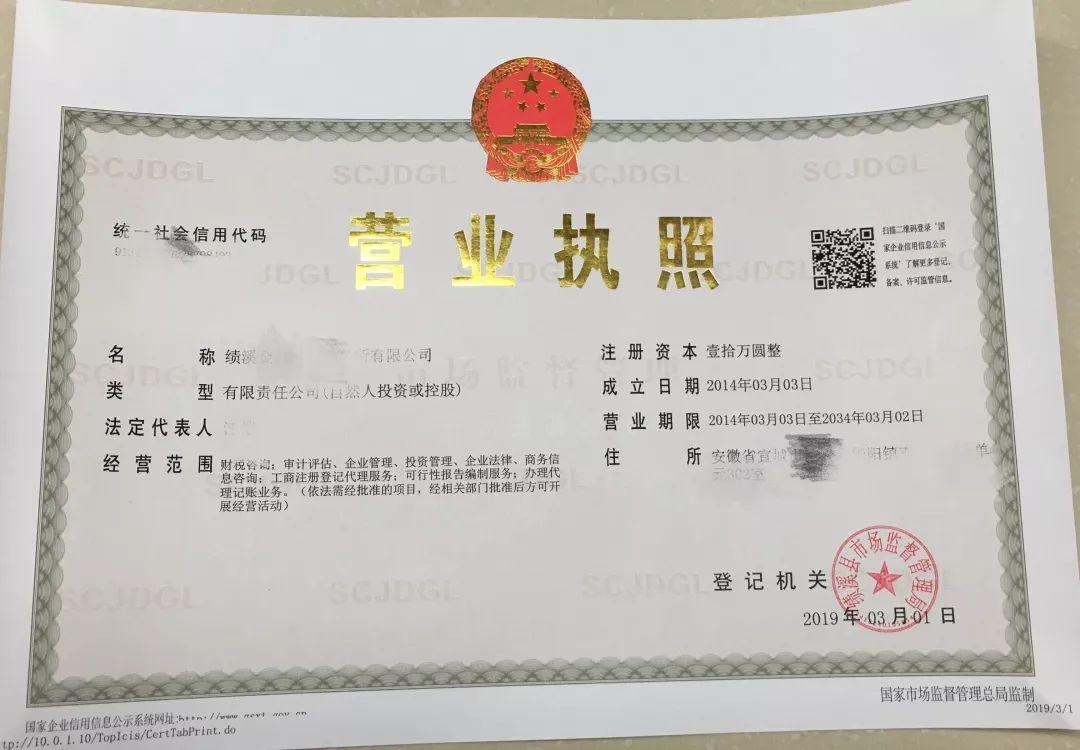 SCJDGL
SCJDGL
SCJDGL
SCJDGL
统一社会信用代码
营业执照
扫描二维码登录‘国
家企业信用信息公示
系统’了解更多登记、
备案、许可监管信息。
JDGL
名 称 绩溪 有限公司
注册资本 壹拾万圆整
市场监督管理
SCJDGL
类 型 有限责任公司(自然人投资或控股)
成立日期 2014年03月03日
法定代表人
营业期限 2014年03月03日至2034年03月02日
经营范围 财税咨询；审计评估、企业管理、投资管理、企业法律、商务信
息咨询；工商注册登记代理服务；可行性报告编制服务；办理代
理记账业务。（依法需经批准的项目，经相关部门批准后方可开
展经营活动）
住 所 安徽省宣城 阳镇 单
元302室
SCJDGL
SCJDGL
SCJDGL
登记机关
绩溪县市场监督管理局
2019年03月01日
国家市场监督管理总局监制
2019/3/1
国家企业信用信息公示系统网址:
tp://10.0.1.10/TopIcis/CertTabPrint.do